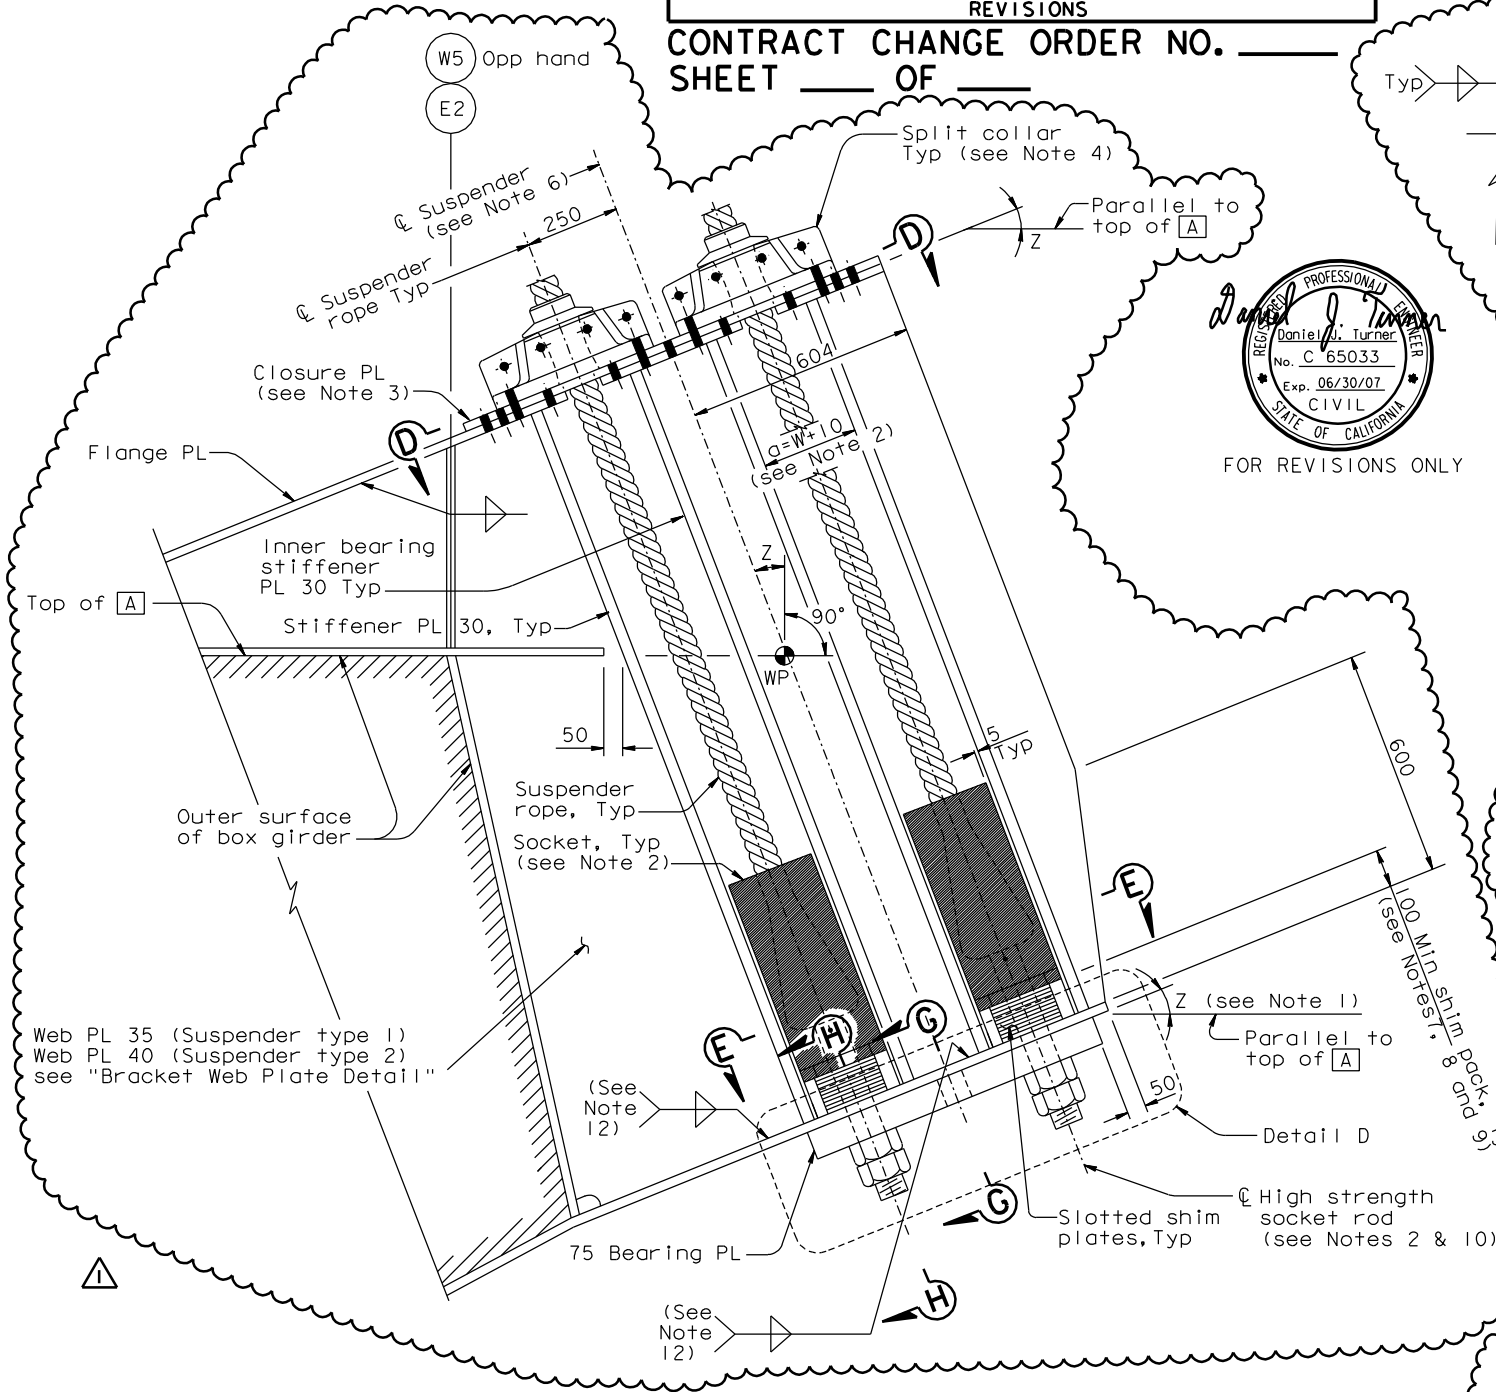 REVISIONS
CONTRACT CHANGE ORDER NO. ____
SHEET ____ OF ____
W5 Opp hand
E2
Typ
Split collar
Typ (see Note 4)
℄ Suspender
(see Note 6)
250
℄ Suspender
rope Typ
D
Parallel to
top of A
Z
Closure PL
(see Note 3)
D
604
a=W+10
(see Note 2)
REGISTERED PROFESSIONAL ENGINEER
Daniel J. Turner
Daniel J. Turner
No. C 65033
Exp. 06/30/07
CIVIL
STATE OF CALIFORNIA
FOR REVISIONS ONLY
Flange PL
Inner bearing
stiffener
PL 30 Typ
Z
90°
Top of A
Stiffener PL 30, Typ
WP
50
5
Typ
600
Suspender
rope, Typ
Outer surface
of box girder
Socket, Typ
(see Note 2)
E
100 Min shim pack,
(see Notes 7, 8 and 9)
Z (see Note 1)
Parallel to
top of A
Web PL 35 (Suspender type 1)
Web PL 40 (Suspender type 2)
see "Bracket Web Plate Detail"
E
H
G
50
(See
Note
12)
Detail D
G
℄ High strength
socket rod
(see Notes 2 & 10)
Slotted shim
plates, Typ
75 Bearing PL
1
H
(See
Note
12)